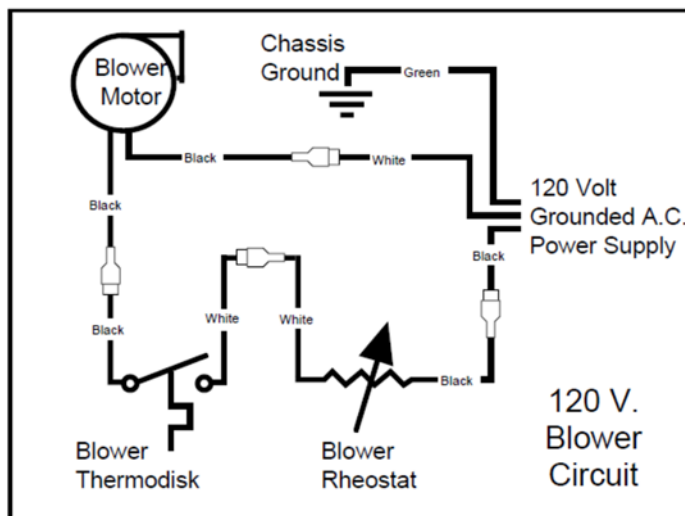 Blower
Motor
Chassis
Ground
Green
Black
White
Black
120 Volt
Grounded A.C.
Power Supply
Black
Black
White
White
Black
Blower
Thermodisk
Blower
Rheostat
120 V.
Blower
Circuit